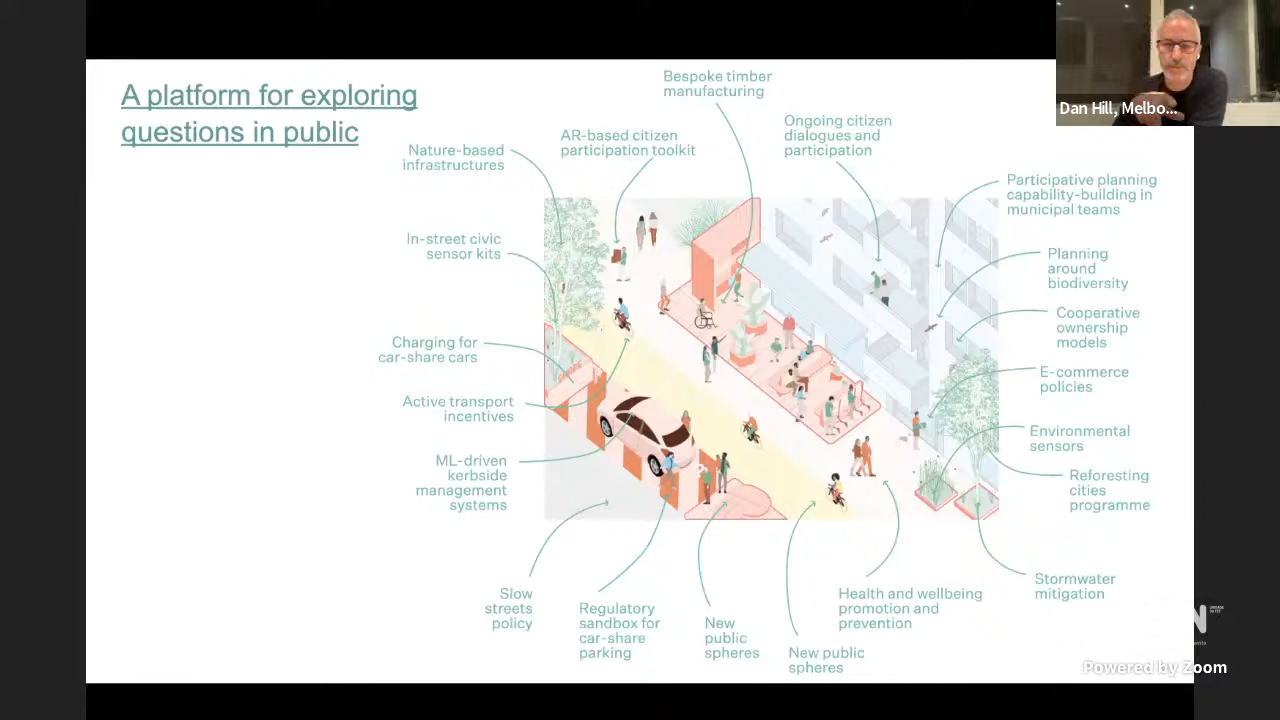 A platform for exploring
questions in public
Dan Hill, Melbo...
Bespoke timber
manufacturing
AR-based citizen
participation toolkit
Ongoing citizen
dialogues and
participation
Nature-based
infrastructures
Participative planning
capability-building in
municipal teams
In-street civic
sensor kits
Planning
around
biodiversity
Cooperative
ownership
models
Charging for
car-share cars
E-commerce
policies
Active transport
incentives
Environmental
sensors
ML-driven
kerbside
management
systems
Reforesting
cities
programme
Slow
streets
policy
Regulatory
sandbox for
car-share
parking
New
public
spheres
New public
spheres
Health and wellbeing
promotion and
prevention
Stormwater
mitigation
N
Powered by Zoom